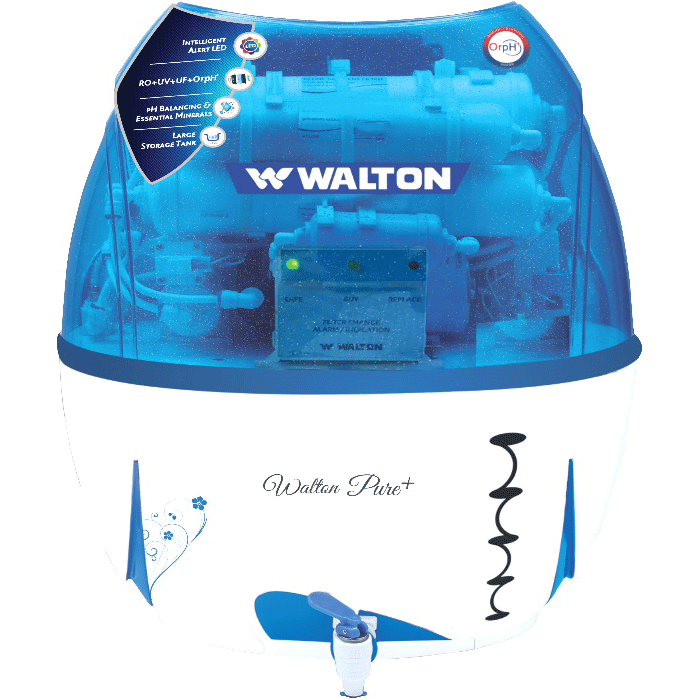 INTELLIGENT
ALERT LED
LED
RO+UV+UF+OrpH+
pH BALANCING &
ESSENTIAL MINERALS
LARGE
STORAGE TANK
OrpH+
WALTON
SAFE BUY REPLACE
FILTER CHANGE
ALARM / INDICATION
WALTON
Walton Pure+